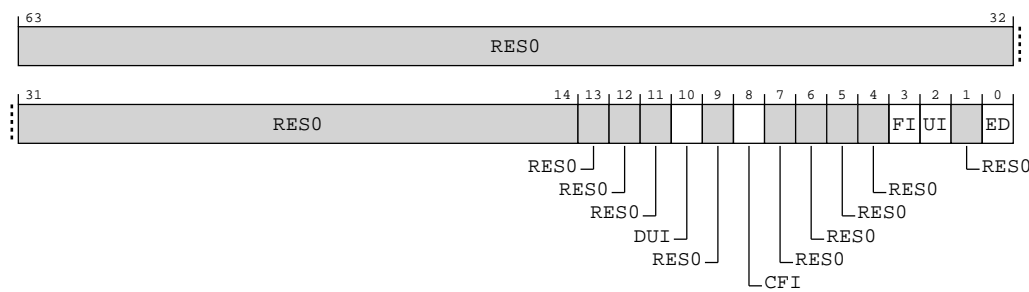 63 32
RES0
31 14 13 12 11 10 9 8 7 6 5 4 3 2 1 0
RES0 FI UI ED
RES0 RES0
RES0 RES0
RES0 RES0
DUI RES0
RES0 RES0
CFI